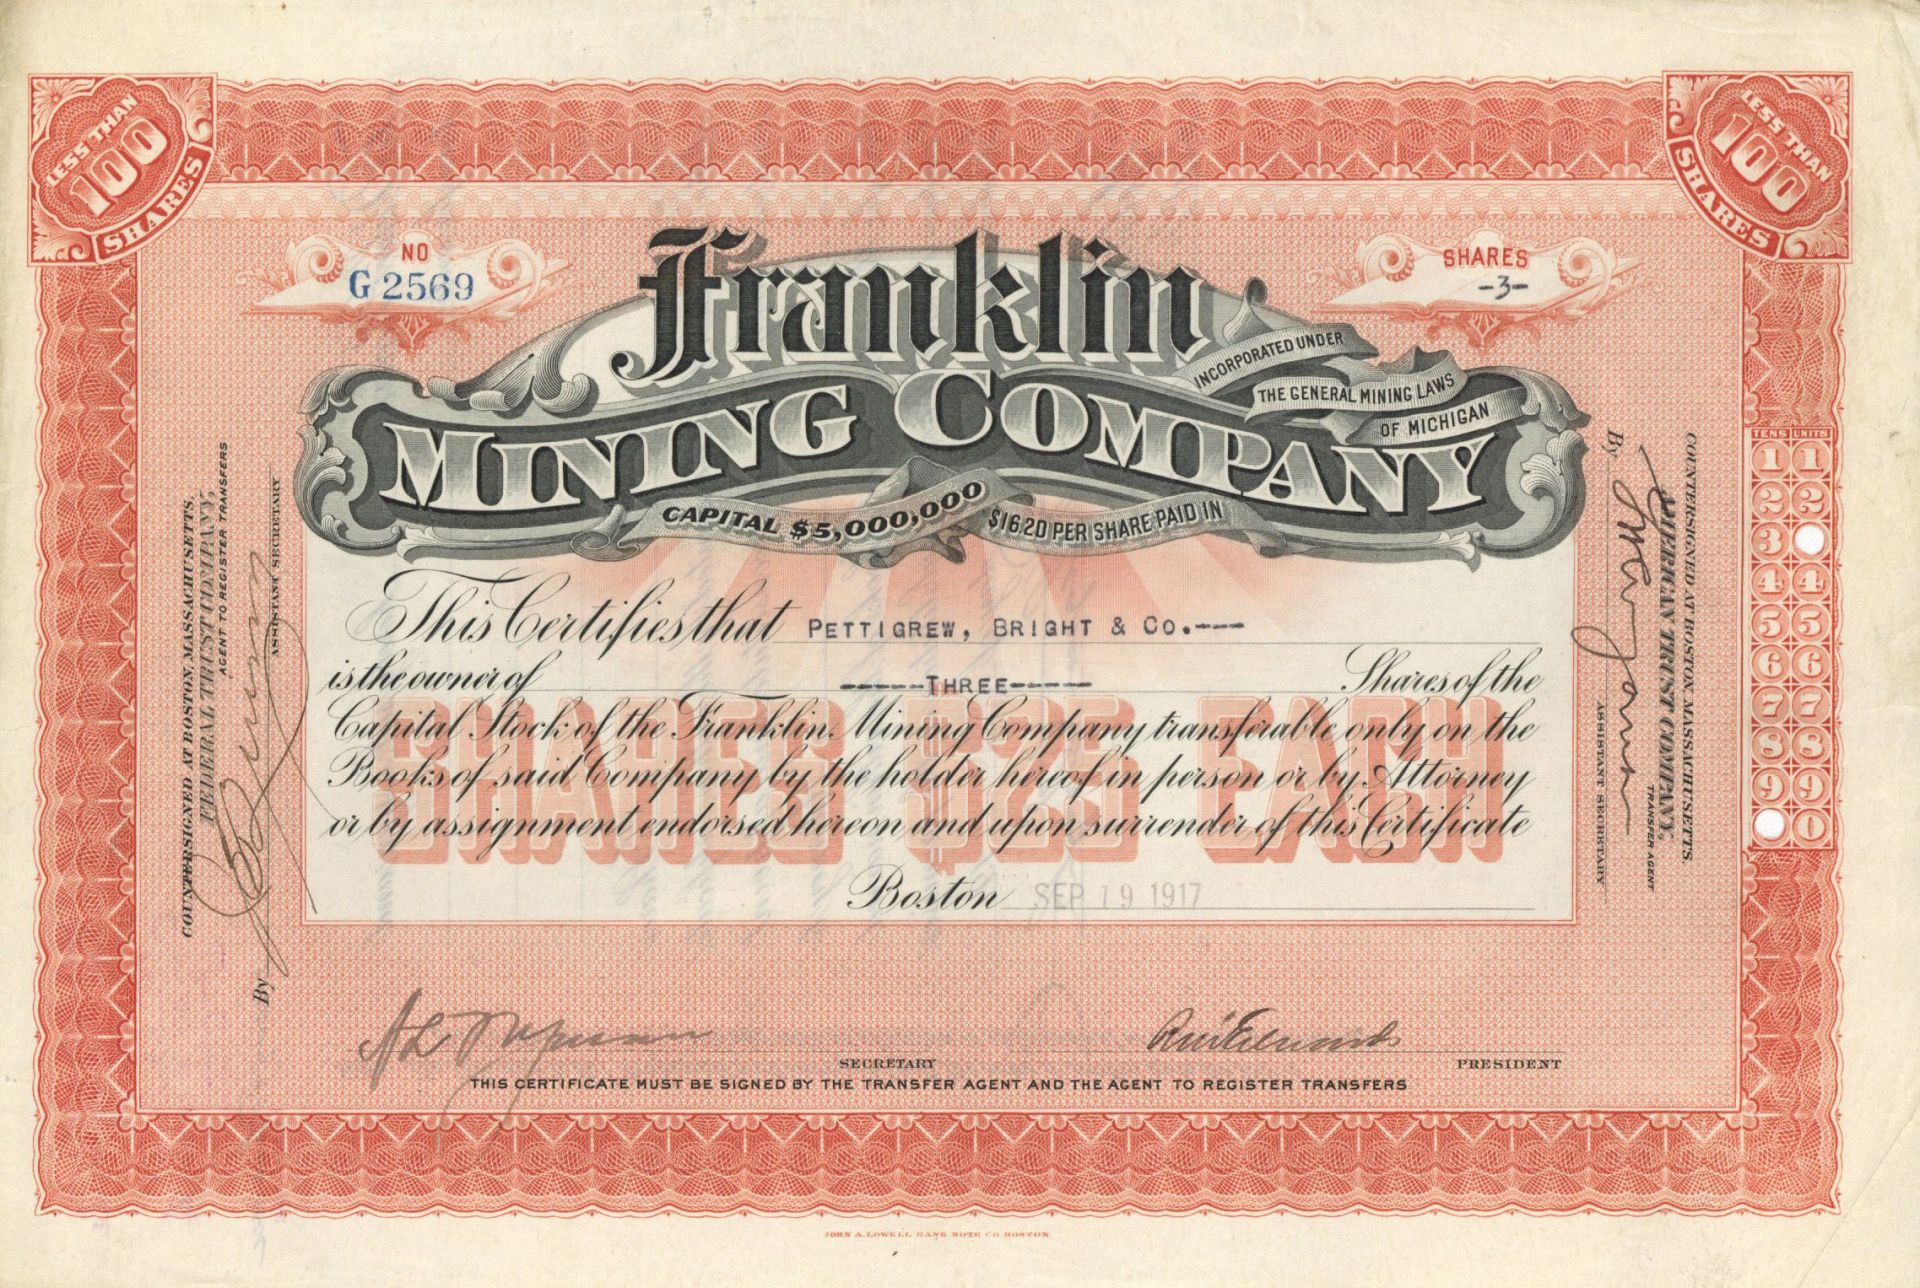 LESS THAN
100
SHARES
LESS THAN
100
SHARES
NO
G 2569
SHARES
-3-
Franklin
MINING COMPANY
INCORPORATED UNDER
THE GENERAL MINING LAWS
OF MICHIGAN
CAPITAL $5,000,000 $16.20 PER SHARE PAID IN
This Certifies that PETTIGREW, BRIGHT & CO.---
is the owner of -----THREE----- Shares of the
Capital Stock of the Franklin Mining Company transferable only on the
Books of said Company by the holder hereof in person or by Attorney
or by assignment endorsed hereon and upon surrender of this Certificate
SHARES $25 EACH
Boston SEP 19 1917
SECRETARY
PRESIDENT
THIS CERTIFICATE MUST BE SIGNED BY THE TRANSFER AGENT AND THE AGENT TO REGISTER TRANSFERS
COUNTERSIGNED AT BOSTON, MASSACHUSETTS.
FEDERAL TRUST COMPANY,
AGENT TO REGISTER TRANSFERS
By
ASSISTANT SECRETARY
COUNTERSIGNED AT BOSTON, MASSACHUSETTS.
AMERICAN TRUST COMPANY,
TRANSFER AGENT
By
ASSISTANT SECRETARY
TENS UNITS
1 1
2 2
3
4 4
5 5
6 6
7 7
8 8
9 9
0
JOHN A. LOWELL BANK NOTE CO. BOSTON.